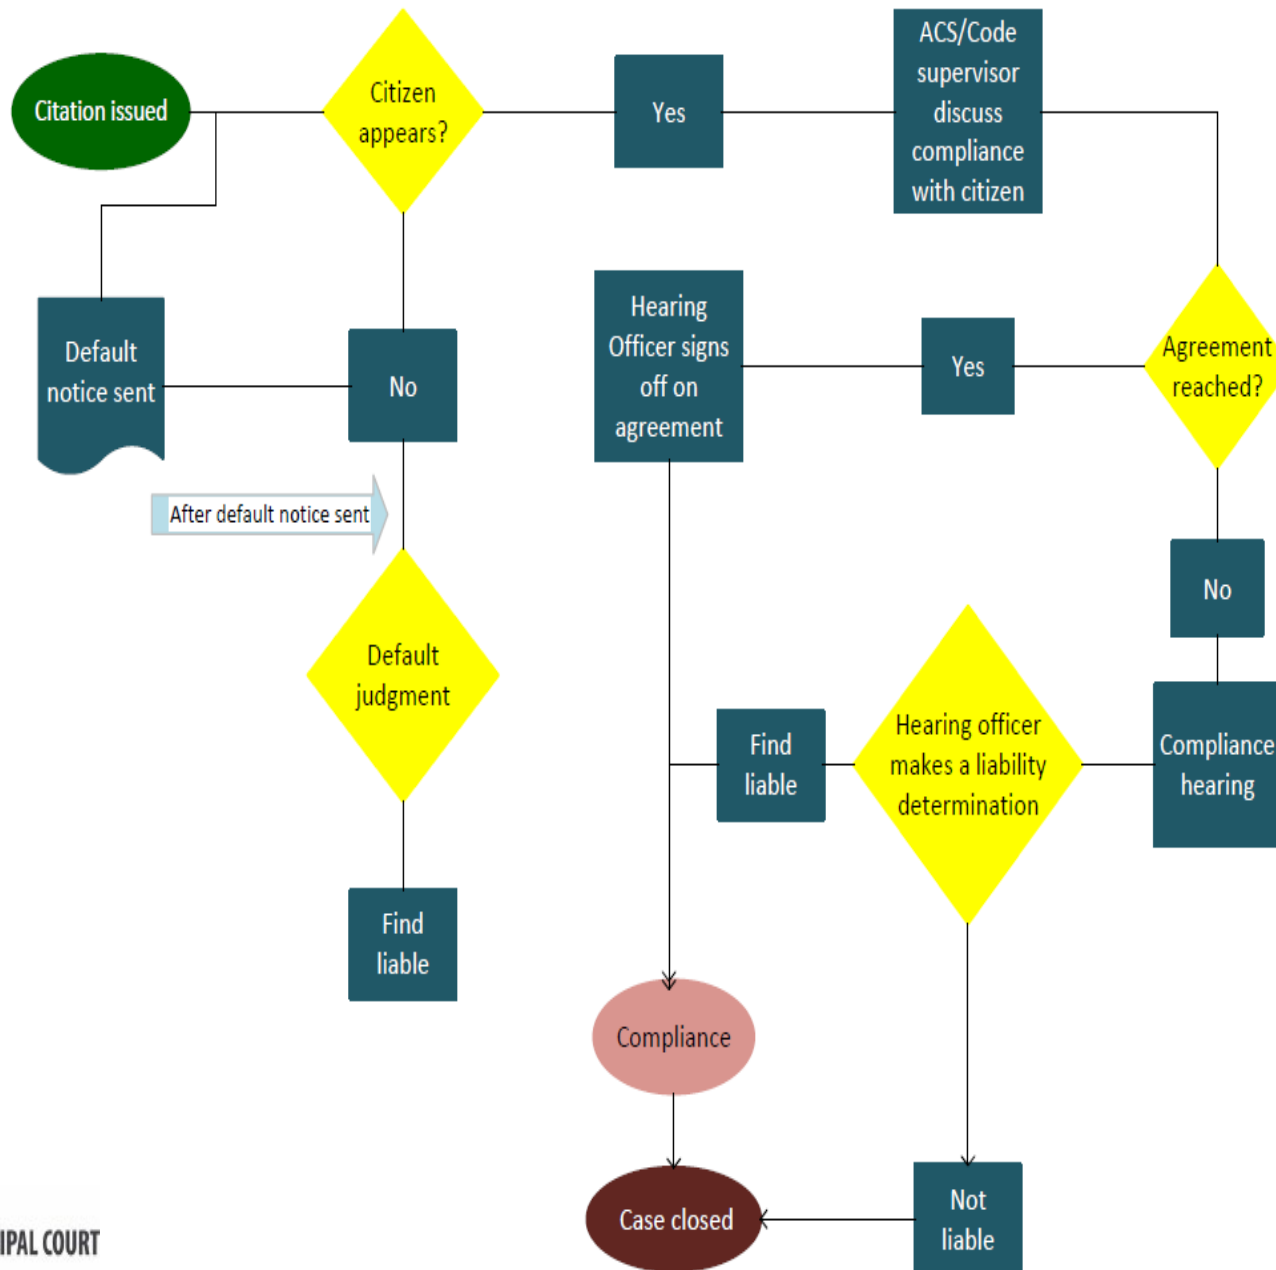 Citation issued
Citizen
appears?
Yes
ACS/Code
supervisor
discuss
compliance
with citizen
Default
notice sent
No
Hearing
Officer signs
off on
agreement
Yes
Agreement
reached?
After default notice sent
No
Default
judgment
Find
liable
Hearing officer
makes a liability
determination
Compliance
hearing
Find
liable
Compliance
Case closed
Not
liable
IPAL COURT